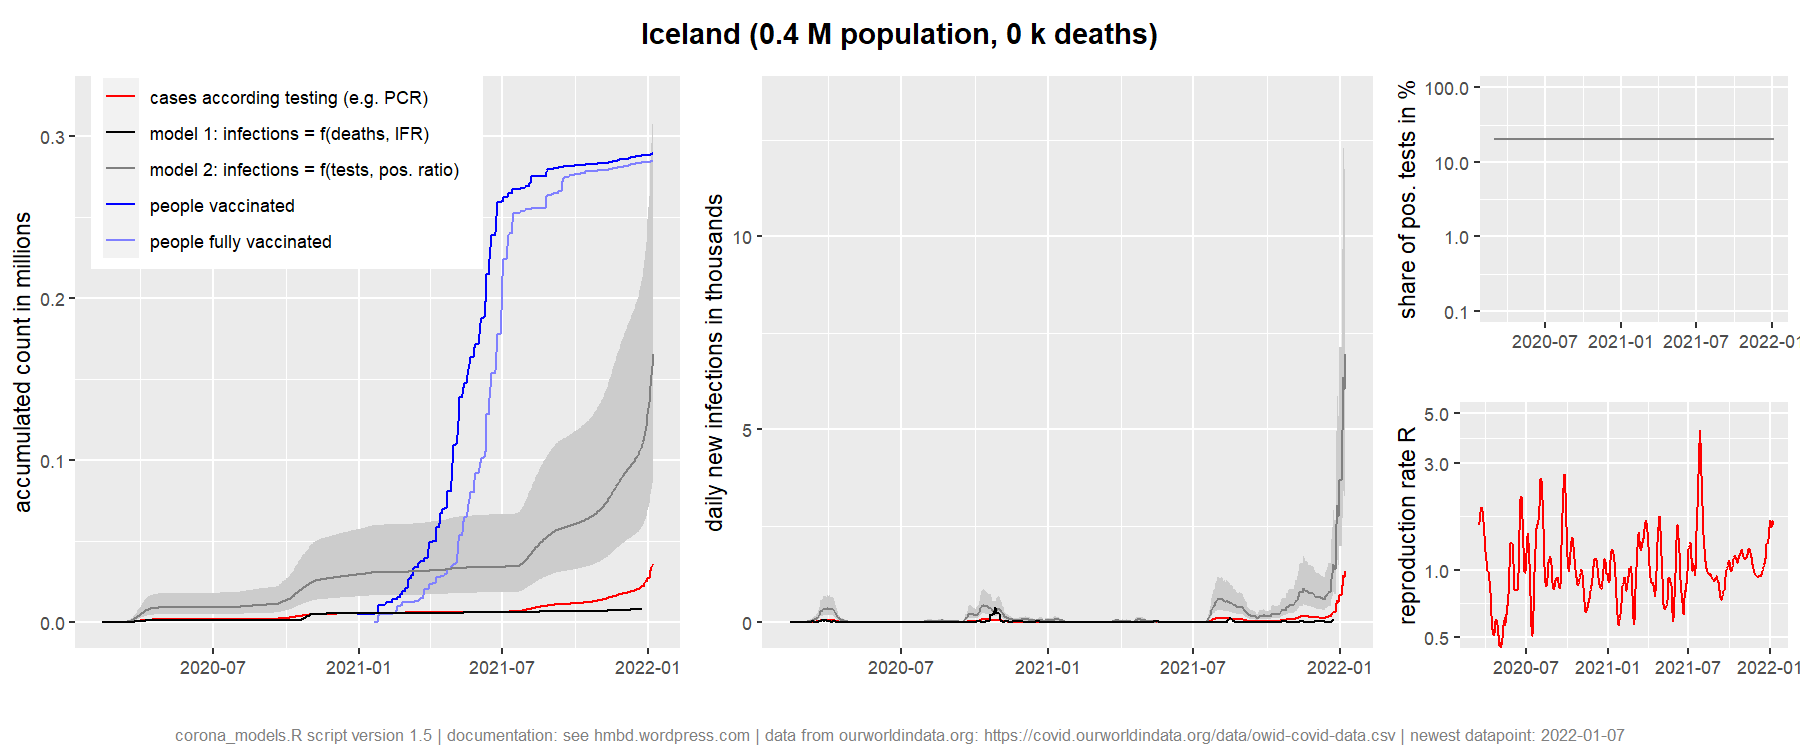 Iceland (0.4 M population, 0 k deaths)
cases according testing (e.g. PCR)
model 1: infections = f(deaths, IFR)
model 2: infections = f(tests, pos. ratio)
people vaccinated
people fully vaccinated
accumulated count in millions
0.3
0.2
0.1
0.0
2020-07 2021-01 2021-07 2022-01
daily new infections in thousands
10
5
0
2020-07 2021-01 2021-07 2022-01
share of pos. tests in %
100.0
10.0
1.0
0.1
2020-07 2021-01 2021-07 2022-01
reproduction rate R
5.0
3.0
1.0
0.5
2020-07 2021-01 2021-07 2022-01
corona_models.R script version 1.5 | documentation: see hmbd.wordpress.com | data from ourworldindata.org: https://covid.ourworldindata.org/data/owid-covid-data.csv | newest datapoint: 2022-01-07